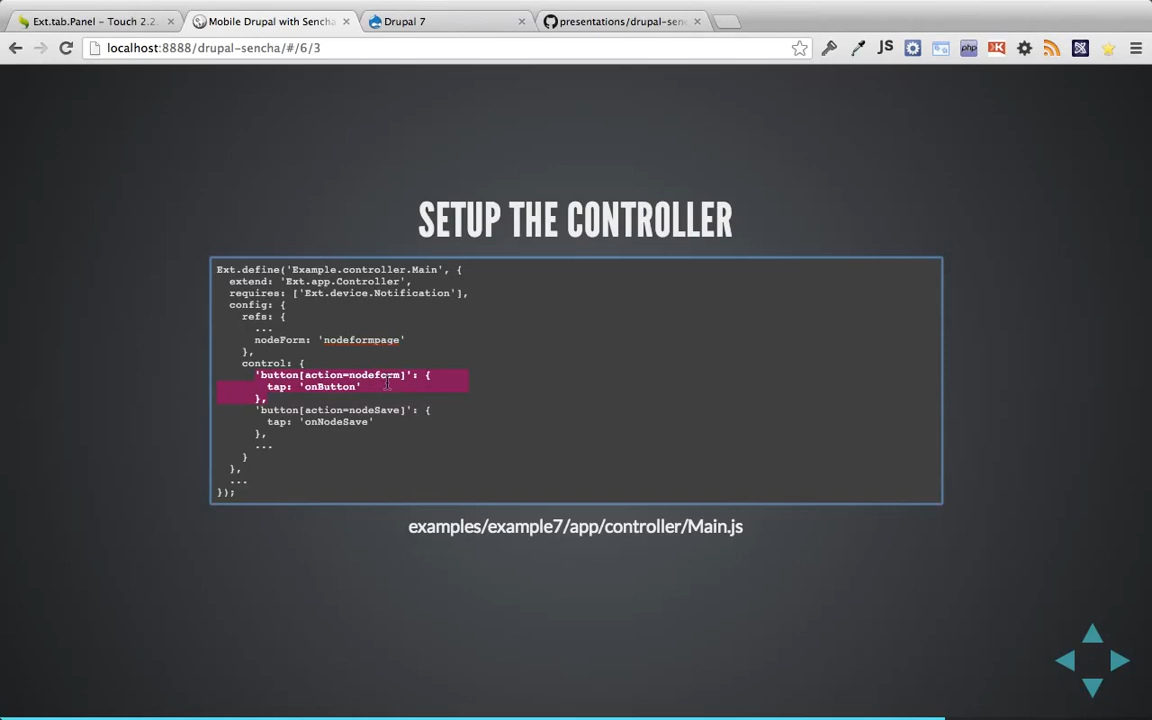 Ext.tab.Panel – Touch 2.2.
Mobile Drupal with Sencha
Drupal 7
presentations/drupal-senc
localhost:8888/drupal-sencha/#/6/3
JS
php
K
SETUP THE CONTROLLER
Ext.define('Example.controller.Main', {
extend: 'Ext.app.Controller',
requires: ['Ext.device.Notification'],
config: {
refs: {
...
nodeForm: 'nodeformpage'
},
control: {
'button[action=nodeform]': {
tap: 'onButton'
},
'button[action=nodeSave]': {
tap: 'onNodeSave'
},
...
}
},
...
});
examples/example7/app/controller/Main.js